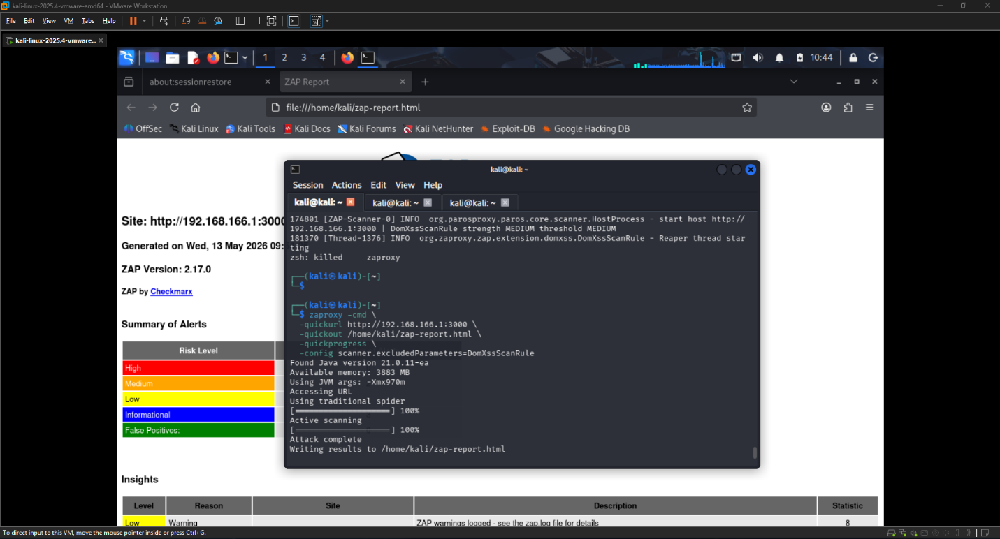 kali-linux-2025.4-vmware-amd64 - VMware Workstation
File Edit View VM Tabs Help
kali-linux-2025.4-vmware...
1 2 3 4 10:44
about:sessionrestore ZAP Report
file:///home/kali/zap-report.html
OffSec Kali Linux Kali Tools Kali Docs Kali Forums Kali NetHunter Exploit-DB Google Hacking DB
Site: http://192.168.166.1:3000
Generated on Wed, 13 May 2026 09:
ZAP Version: 2.17.0
ZAP by Checkmarx
Summary of Alerts
Risk Level
High
Medium
Low
Informational
False Positives:
Insights
Level Reason Site Description Statistic
Low Warning ZAP warnings logged - see the zap.log file for details 8
kali@kali: ~
Session Actions Edit View Help
kali@kali: ~ kali@kali: ~ kali@kali: ~
174801 [ZAP-Scanner-0] INFO  org.parosproxy.paros.core.scanner.HostProcess - start host http://
192.168.166.1:3000 | DomXssScanRule strength MEDIUM threshold MEDIUM
181370 [Thread-1376] INFO  org.zaproxy.zap.extension.domxss.DomXssScanRule - Reaper thread star
ting
zsh: killed     zaproxy
┌──(kali㉿kali)-[~]
└─$
┌──(kali㉿kali)-[~]
└─$ zaproxy -cmd \
-quickurl http://192.168.166.1:3000 \
-quickout /home/kali/zap-report.html \
-quickprogress \
-config scanner.excludedParameters=DomXssScanRule
Found Java version 21.0.11-ea
Available memory: 3883 MB
Using JVM args: -Xmx970m
Accessing URL
Using traditional spider
[====================] 100%
Active scanning
[====================] 100%
Attack complete
Writing results to /home/kali/zap-report.html
To direct input to this VM, move the mouse pointer inside or press Ctrl+G.